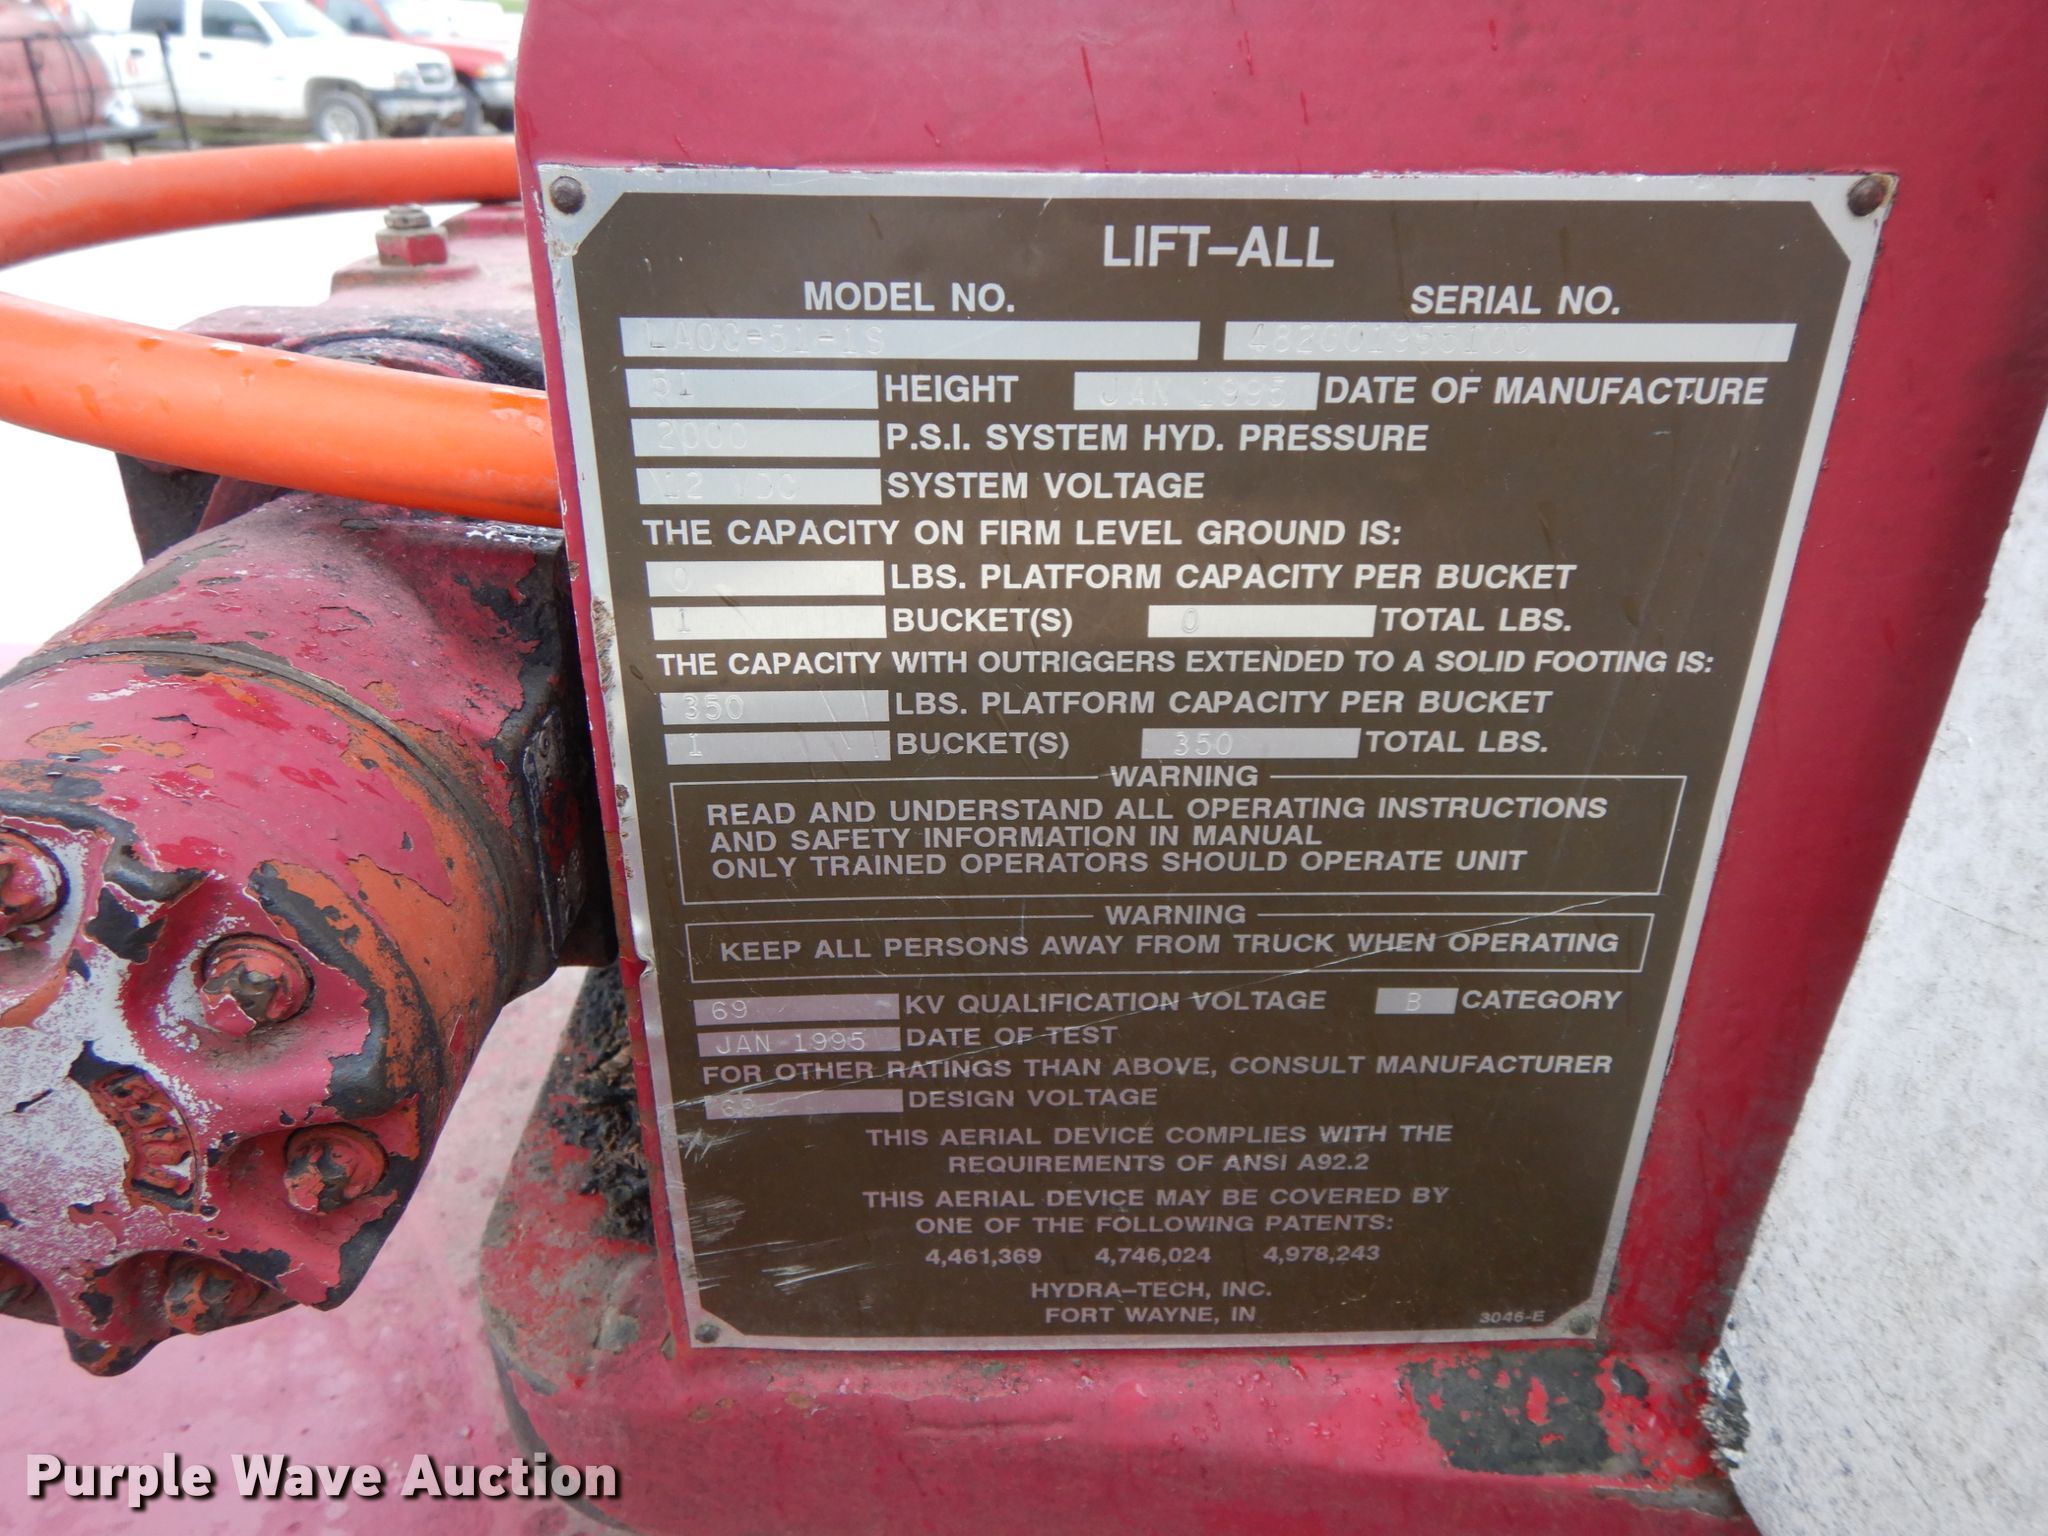 LIFT-ALL
MODEL NO. SERIAL NO.
LAOC-51-1S
51 HEIGHT JAN 1995 DATE OF MANUFACTURE
2000 P.S.I. SYSTEM HYD. PRESSURE
12 VDC SYSTEM VOLTAGE
THE CAPACITY ON FIRM LEVEL GROUND IS:
0 LBS. PLATFORM CAPACITY PER BUCKET
1 BUCKET(S) 0 TOTAL LBS.
THE CAPACITY WITH OUTRIGGERS EXTENDED TO A SOLID FOOTING IS:
350 LBS. PLATFORM CAPACITY PER BUCKET
1 BUCKET(S) 350 TOTAL LBS.
WARNING
READ AND UNDERSTAND ALL OPERATING INSTRUCTIONS
AND SAFETY INFORMATION IN MANUAL
ONLY TRAINED OPERATORS SHOULD OPERATE UNIT
WARNING
KEEP ALL PERSONS AWAY FROM TRUCK WHEN OPERATING
69 KV QUALIFICATION VOLTAGE B CATEGORY
JAN 1995 DATE OF TEST
FOR OTHER RATINGS THAN ABOVE, CONSULT MANUFACTURER
69 DESIGN VOLTAGE
THIS AERIAL DEVICE COMPLIES WITH THE
REQUIREMENTS OF ANSI A92.2
THIS AERIAL DEVICE MAY BE COVERED BY
ONE OF THE FOLLOWING PATENTS:
4,461,369 4,746,024 4,978,243
HYDRA-TECH, INC.
FORT WAYNE, IN 3046-E
Purple Wave Auction